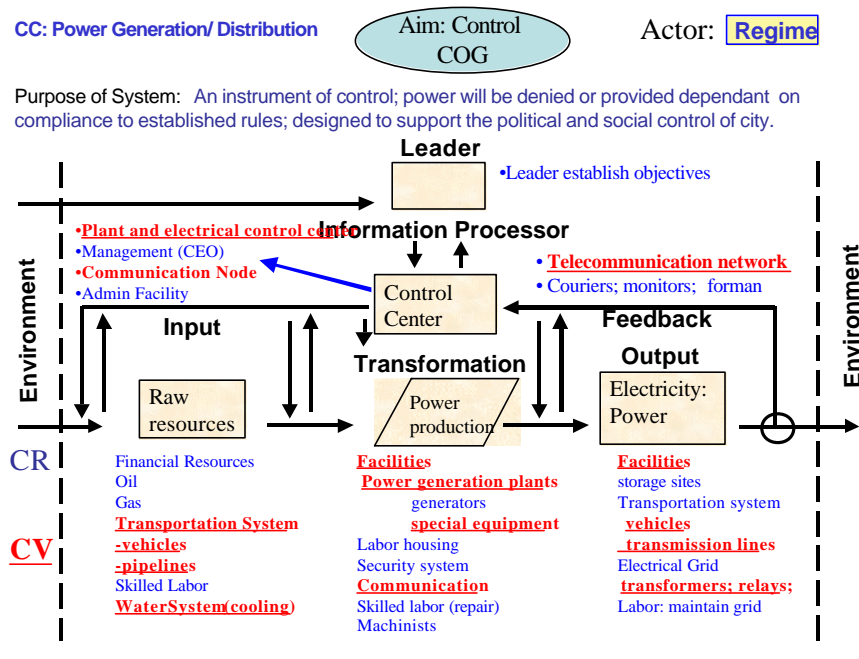 CC: Power Generation/ Distribution
Aim: Control
COG
Actor: Regime
Purpose of System: An instrument of control; power will be denied or provided dependant on
compliance to established rules; designed to support the political and social control of city.
Leader
•Leader establish objectives
•Plant and electrical control center
Information Processor
•Management (CEO)
•Communication Node
•Admin Facility
• Telecommunication network
• Couriers; monitors; forman
Control
Center
Environment
Input
Feedback
Environment
Transformation
Output
Raw
resources
Power
production
Electricity:
Power
CR
CV
Financial Resources
Oil
Gas
Transportation System
-vehicles
-pipelines
Skilled Labor
WaterSystem(cooling)
Facilities
Power generation plants
generators
special equipment
Labor housing
Security system
Communication
Skilled labor (repair)
Machinists
Facilities
storage sites
Transportation system
vehicles
transmission lines
Electrical Grid
transformers; relays;
Labor: maintain grid